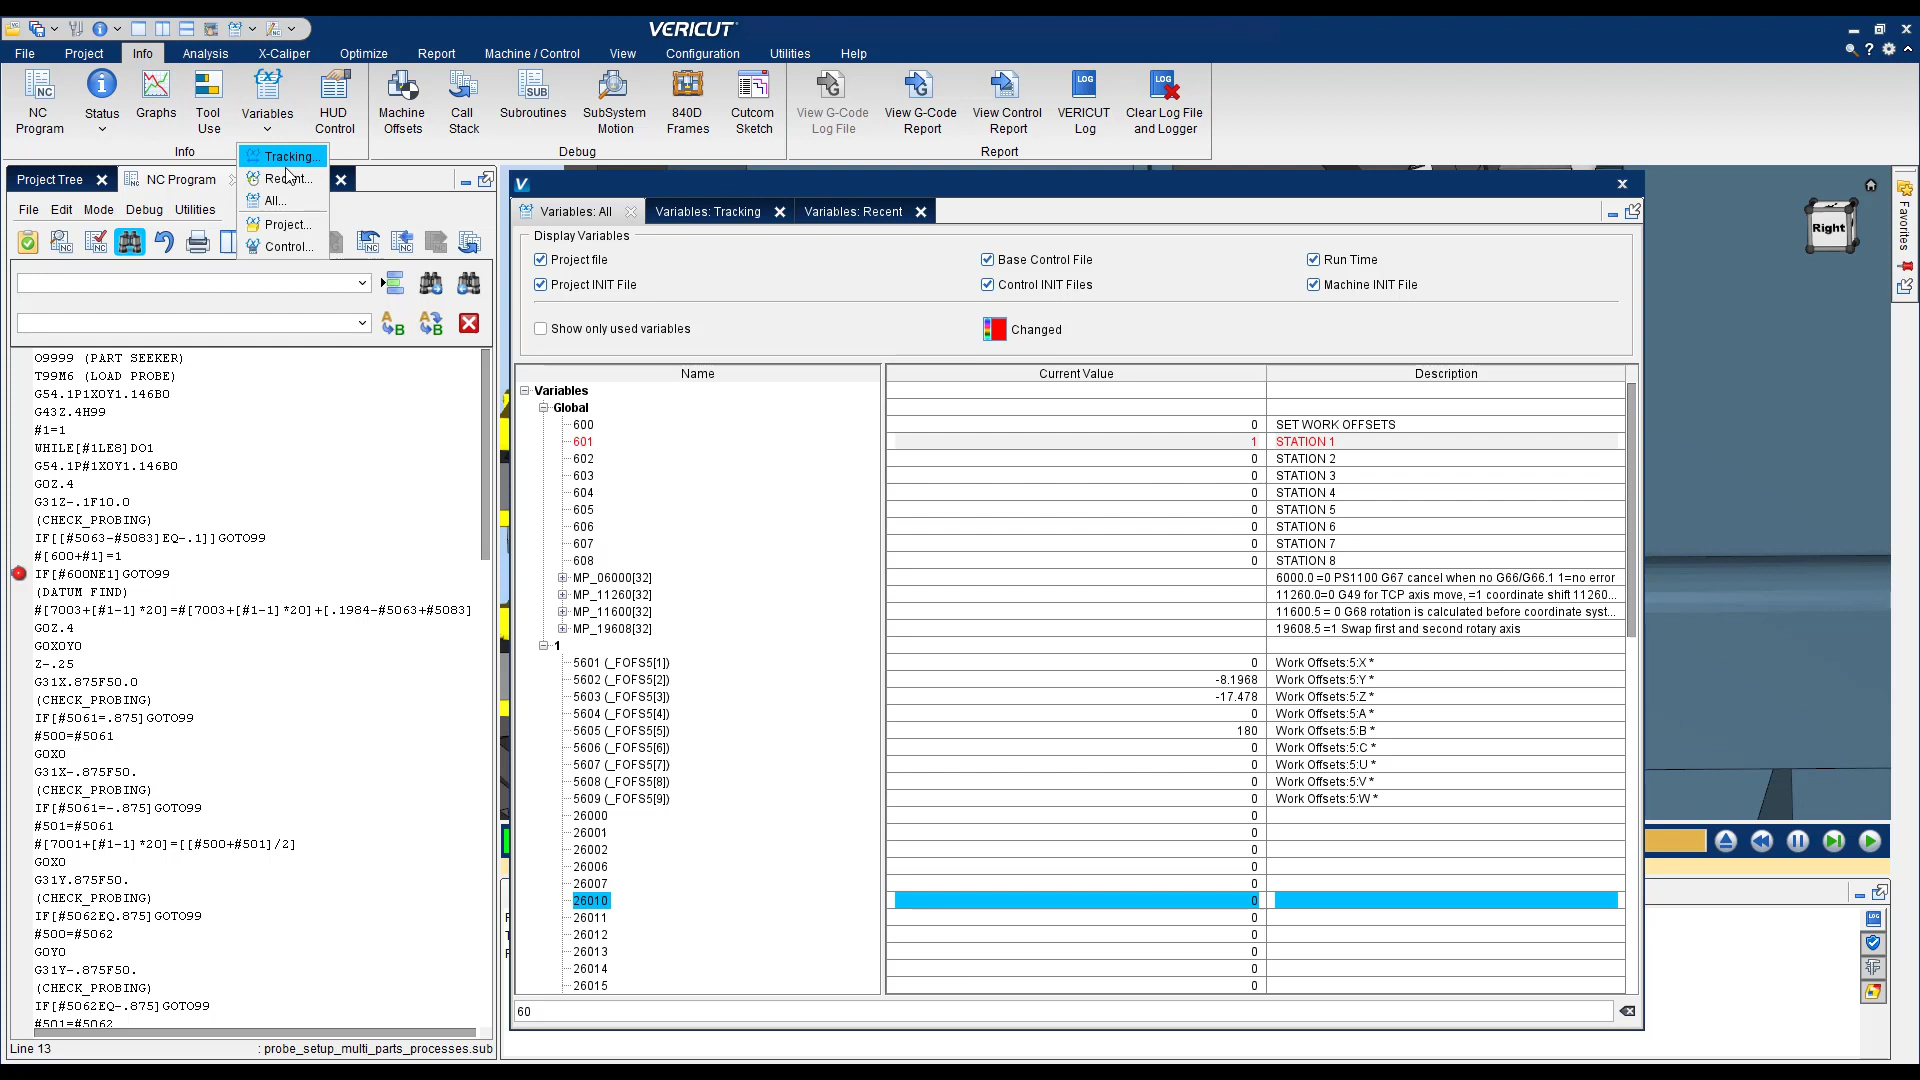 VERICUT
File Project Info Analysis X-Caliper Optimize Report Machine / Control View Configuration Utilities Help
NC Program
Status
Graphs
Tool Use
Variables
HUD Control
Machine Offsets
Call Stack
Subroutines
SubSystem Motion
840D Frames
Cutcom Sketch
View G-Code Log File
View G-Code Report
View Control Report
VERICUT Log
Clear Log File and Logger
Info
Debug
Report
Tracking...
All...
Project...
Control...
Project Tree
NC Program
File Edit Mode Debug Utilities
O9999 (PART SEEKER)
T99M6 (LOAD PROBE)
G54.1P1X0Y1.146B0
G43Z.4H99
#1=1
WHILE[#1LE8]DO1
G54.1P#1X0Y1.146B0
G0Z.4
G31Z-.1F10.0
(CHECK_PROBING)
IF[[#5063-#5083]EQ-.1]]GOTO99
#[600+#1]=1
IF[#600NE1]GOTO99
(DATUM FIND)
#[7003+[#1-1]*20]=#[7003+[#1-1]*20]+[.1984-#5063+#5083]
G0Z.4
G0X0Y0
Z-.25
G31X.875F50.0
(CHECK_PROBING)
IF[#5061=.875]GOTO99
#500=#5061
G0X0
G31X-.875F50.
(CHECK_PROBING)
IF[#5061=-.875]GOTO99
#501=#5061
#[7001+[#1-1]*20]=[[#500+#501]/2]
G0X0
G31Y.875F50.
(CHECK_PROBING)
IF[#5062EQ.875]GOTO99
#500=#5062
G0Y0
G31Y-.875F50.
(CHECK_PROBING)
IF[#5062EQ-.875]GOTO99
#501=#5062
Line 13 : probe_setup_multi_parts_processes.sub
Variables: All
Variables: Tracking
Variables: Recent
Display Variables
Project file Base Control File Run Time
Project INIT File Control INIT Files Machine INIT File
Show only used variables Changed
Name Current Value Description
Variables
Global
600 0 SET WORK OFFSETS
601 1 STATION 1
602 0 STATION 2
603 0 STATION 3
604 0 STATION 4
605 0 STATION 5
606 0 STATION 6
607 0 STATION 7
608 0 STATION 8
MP_06000[32] 6000.0 =0 PS1100 G67 cancel when no G66/G66.1 1=no error
MP_11260[32] 11260.0=0 G49 for TCP axis move, =1 coordinate shift 11260...
MP_11600[32] 11600.5 = 0 G68 rotation is calculated before coordinate syst...
MP_19608[32] 19608.5 =1 Swap first and second rotary axis
1
5601 (_FOFS5[1]) 0 Work Offsets:5:X *
5602 (_FOFS5[2]) -8.1968 Work Offsets:5:Y *
5603 (_FOFS5[3]) -17.478 Work Offsets:5:Z *
5604 (_FOFS5[4]) 0 Work Offsets:5:A *
5605 (_FOFS5[5]) 180 Work Offsets:5:B *
5606 (_FOFS5[6]) 0 Work Offsets:5:C *
5607 (_FOFS5[7]) 0 Work Offsets:5:U *
5608 (_FOFS5[8]) 0 Work Offsets:5:V *
5609 (_FOFS5[9]) 0 Work Offsets:5:W *
26000 0
26001 0
26002 0
26006 0
26007 0
26010 0
26011 0
26012 0
26013 0
26014 0
26015 0
60
Right
Favorites